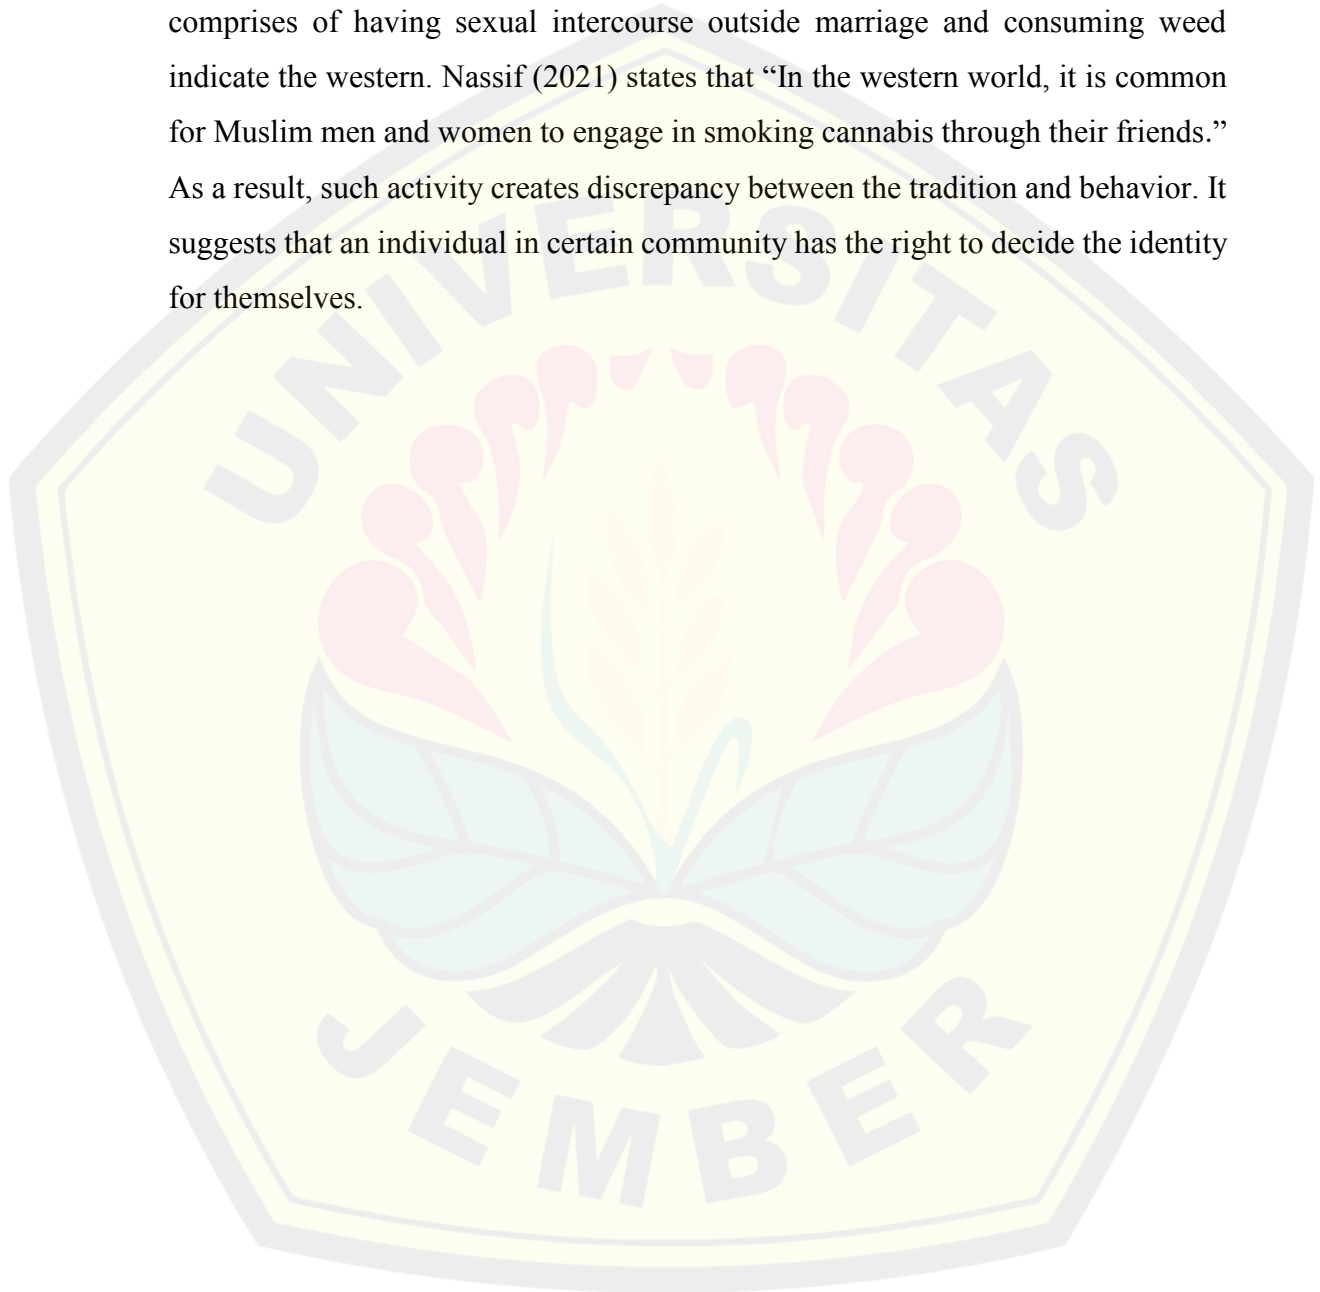 comprises of having sexual intercourse outside marriage and consuming weed
indicate the western. Nassif (2021) states that “In the western world, it is common
for Muslim men and women to engage in smoking cannabis through their friends.”
As a result, such activity creates discrepancy between the tradition and behavior. It
suggests that an individual in certain community has the right to decide the identity
for themselves.
UNIVERSITAS
JEMBER